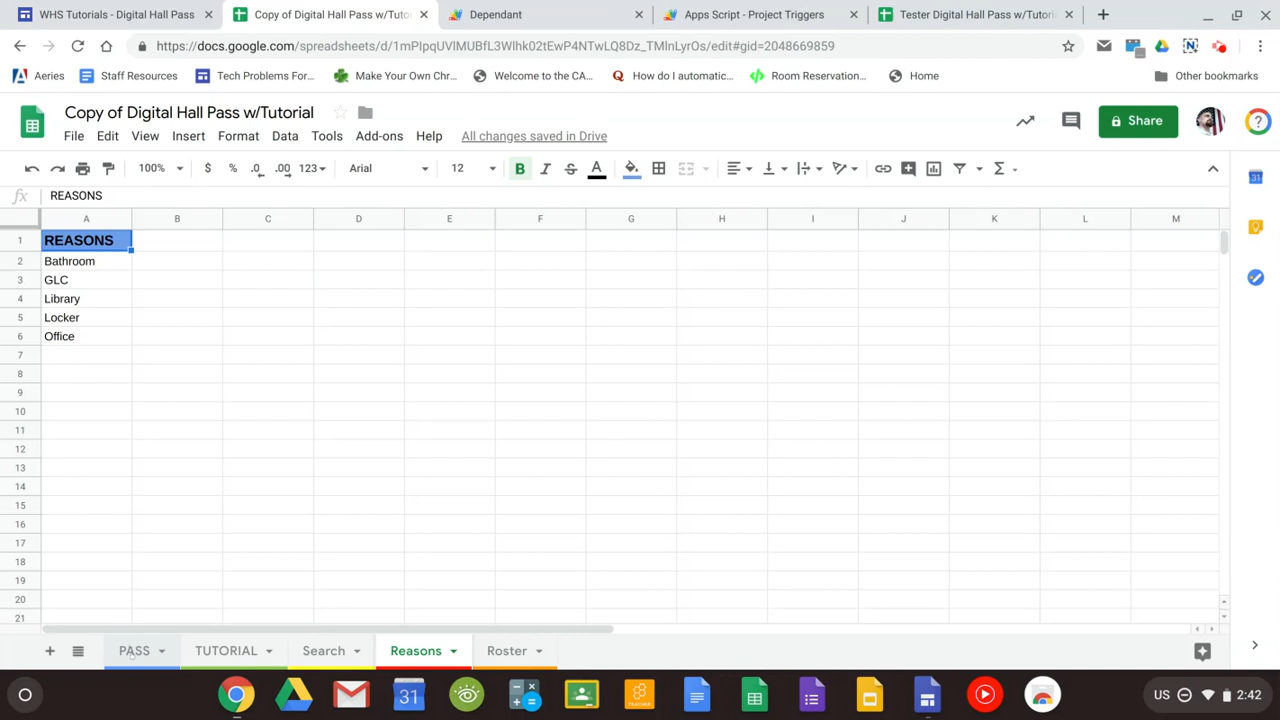 WHS Tutorials - Digital Hall Pass
Copy of Digital Hall Pass w/Tutor
Dependant
Apps Script - Project Triggers
Tester Digital Hall Pass w/Tutori
https://docs.google.com/spreadsheets/d/1mPIpqUVlMUBfL3Wlhk02tEwP4NTwLQ8Dz_TMlnLyrOs/edit#gid=2048669859
Aeries
Staff Resources
Tech Problems For...
Make Your Own Chr...
Welcome to the CA...
How do I automatic...
Room Reservation...
Home
Other bookmarks
Copy of Digital Hall Pass w/Tutorial
File Edit View Insert Format Data Tools Add-ons Help All changes saved in Drive
Share
100% $ % .0 .00 123 Arial 12 B I S A
fx REASONS
A B C D E F G H I J K L M
1 REASONS
2 Bathroom
3 GLC
4 Library
5 Locker
6 Office
7
8
9
10
11
12
13
14
15
16
17
18
19
20
21
PASS TUTORIAL Search Reasons Roster
US 2:42